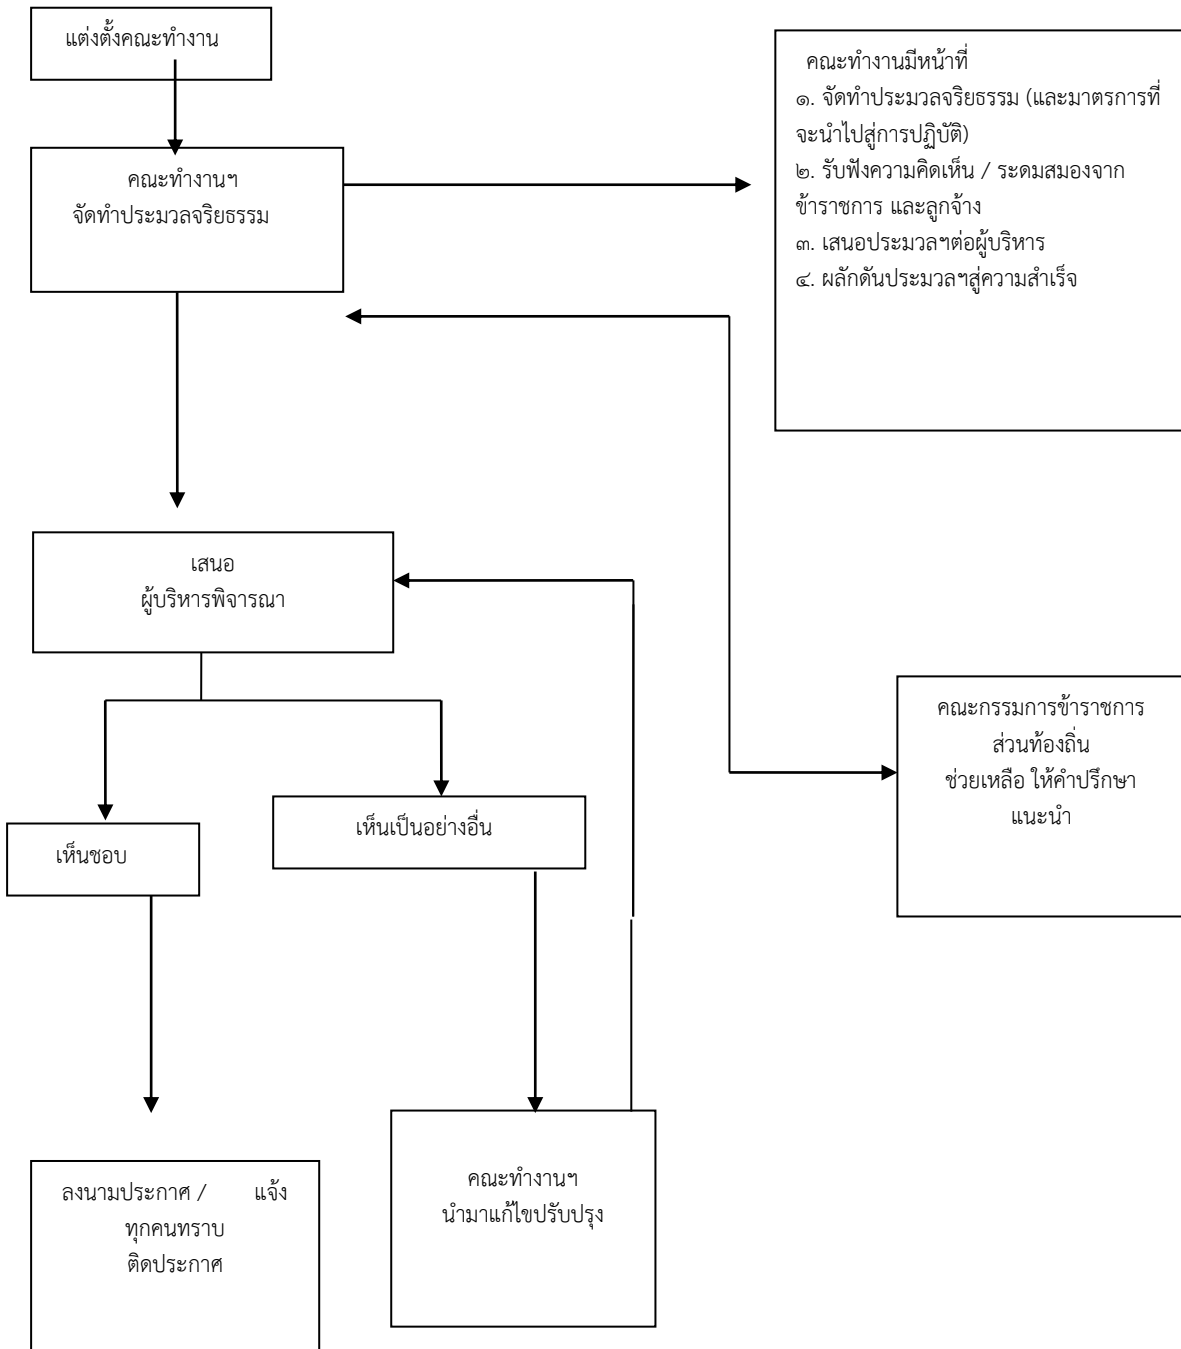 แต่งตั้งคณะทำงาน
คณะทำงานมีหน้าที่
๑. จัดทำประมวลจริยธรรม (และมาตรการที่
จะนำไปสู่การปฏิบัติ)
๒. รับฟังความคิดเห็น / ระดมสมองจาก
ข้าราชการ และลูกจ้าง
๓. เสนอประมวลฯต่อผู้บริหาร
๔. ผลักดันประมวลฯสู่ความสำเร็จ
คณะทำงานฯ
จัดทำประมวลจริยธรรม
เสนอ
ผู้บริหารพิจารณา
คณะกรรมการข้าราชการ
ส่วนท้องถิ่น
ช่วยเหลือ ให้คำปรึกษา
แนะนำ
เห็นชอบ
เห็นเป็นอย่างอื่น
ลงนามประกาศ / แจ้ง
ทุกคนทราบ
ติดประกาศ
คณะทำงานฯ
นำมาแก้ไขปรับปรุง